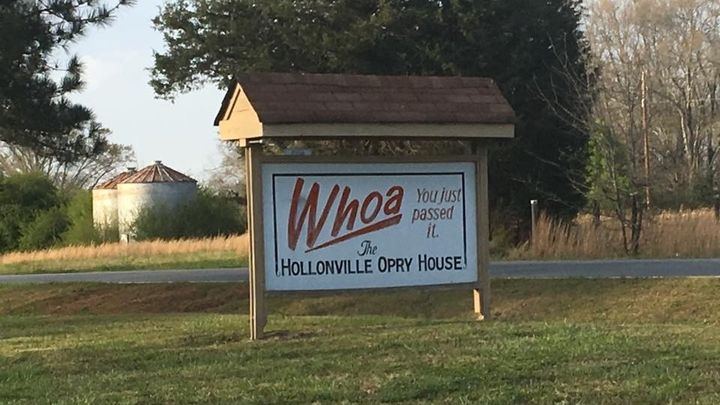 Whoa
You just
passed
it.
The
HOLLONVILLE OPRY HOUSE